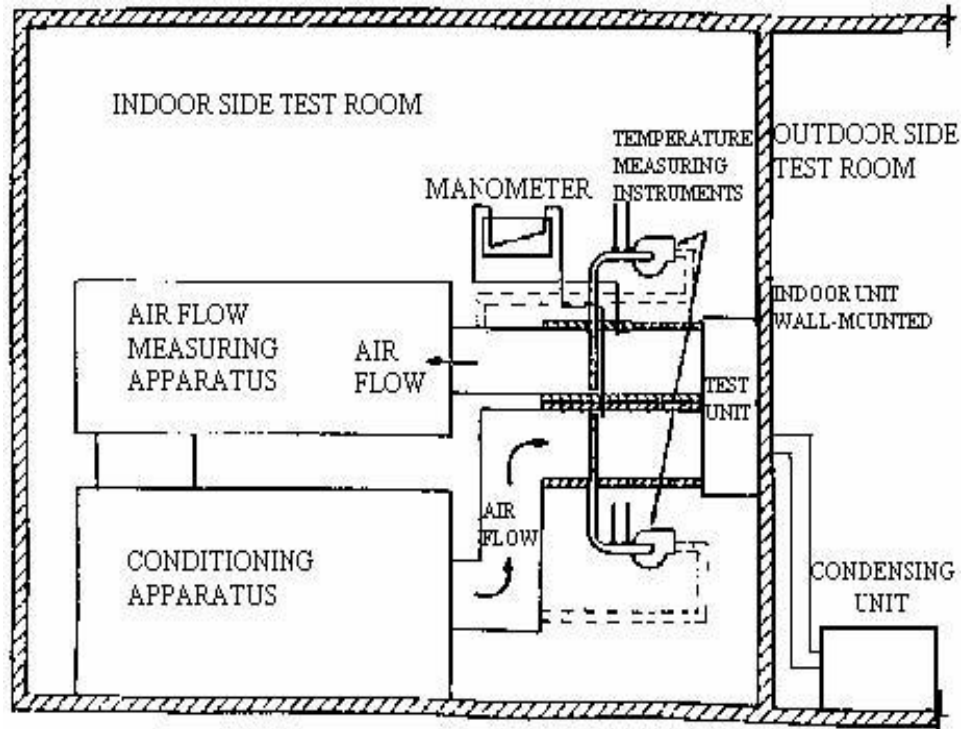 INDOOR SIDE TEST ROOM
TEMPERATURE
MEASURING
INSTRUMENTS
OUTDOOR SIDE
TEST ROOM
MANOMETER
INDOOR UNIT
WALL-MOUNTED
AIR FLOW
MEASURING
APPARATUS
AIR
FLOW
TEST
UNIT
AIR
FLOW
CONDITIONING
APPARATUS
CONDENSING
UNIT